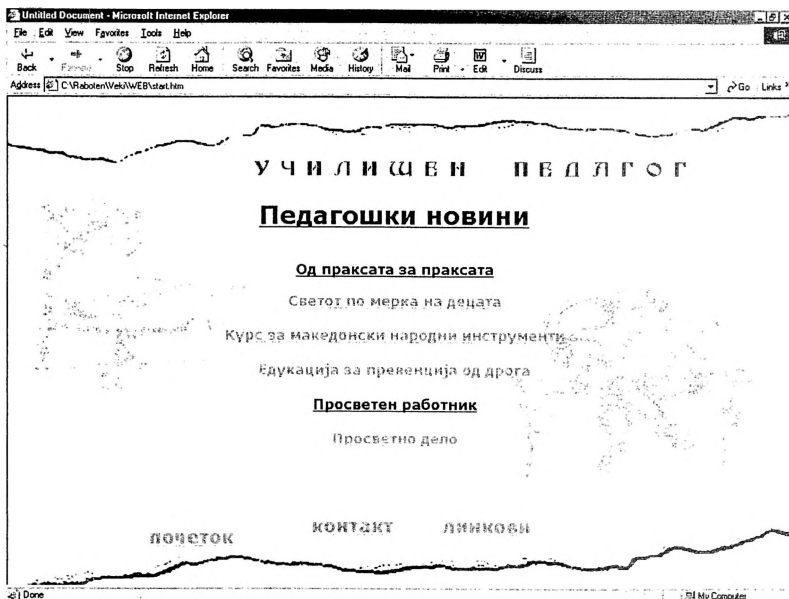 Untitled Document - Microsoft Internet Explorer
File Edit View Favorites Tools Help
Back Forward Stop Refresh Home Search Favorites Media History Mail Print Edit Discuss
Address C:\Raboten\Veki\WEB\start.htm Go Links »
УЧИЛИШЕН ПЕДАГОГ
Педагошки новини
Од праксата за праксата
Светот по мерка на децата
Курс за македонски народни инструменти
Едукација за превенција од дрога
Просветен работник
Просветно дело
почеток контакт линкови
Done My Computer